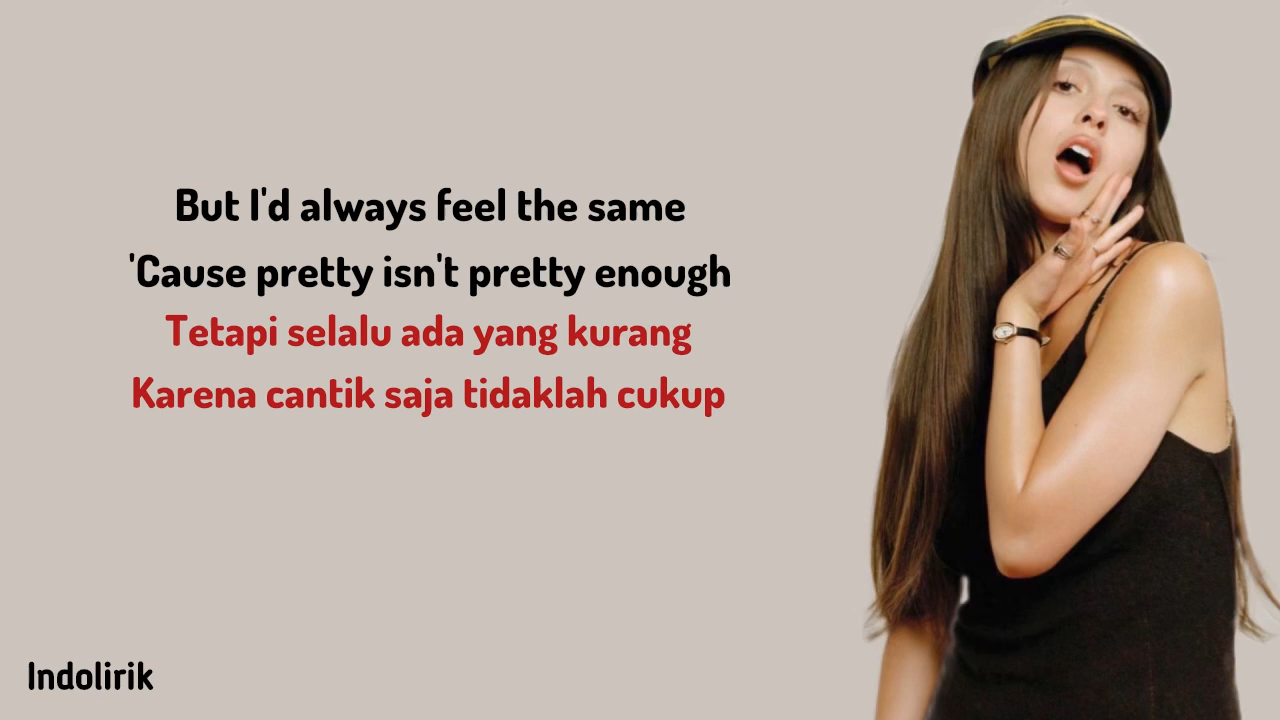 But I'd always feel the same
'Cause pretty isn't pretty enough
Tetapi selalu ada yang kurang
Karena cantik saja tidaklah cukup
Indolirik